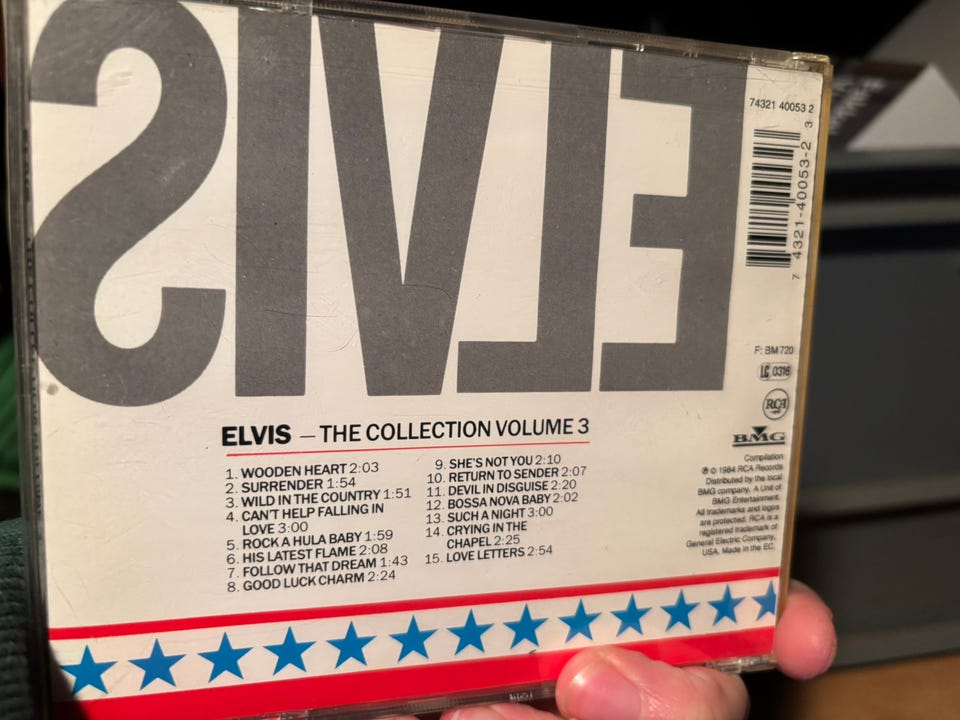 ELVIS
74321 40053 2
7 4321-40053-2 3
F: BM 720
LC 0316
RCA
BMG
ELVIS – THE COLLECTION VOLUME 3
1. WOODEN HEART 2:03
2. SURRENDER 1:54
3. WILD IN THE COUNTRY 1:51
4. CAN'T HELP FALLING IN
LOVE 3:00
5. ROCK A HULA BABY 1:59
6. HIS LATEST FLAME 2:08
7. FOLLOW THAT DREAM 1:43
8. GOOD LUCK CHARM 2:24
9. SHE'S NOT YOU 2:10
10. RETURN TO SENDER 2:07
11. DEVIL IN DISGUISE 2:20
12. BOSSA NOVA BABY 2:02
13. SUCH A NIGHT 3:00
14. CRYING IN THE
CHAPEL 2:25
15. LOVE LETTERS 2:54
Compilation
℗ © 1984 RCA Records
Distributed by the local
BMG company. A Unit of
BMG Entertainment.
All trademarks and logos
are protected. RCA is a
registered trademark of
General Electric Company,
USA. Made in the EC.